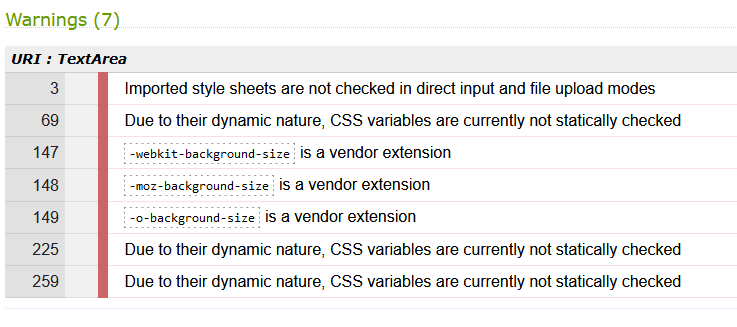 Warnings (7)
URI : TextArea
3 Imported style sheets are not checked in direct input and file upload modes
69 Due to their dynamic nature, CSS variables are currently not statically checked
147 -webkit-background-size is a vendor extension
148 -moz-background-size is a vendor extension
149 -o-background-size is a vendor extension
225 Due to their dynamic nature, CSS variables are currently not statically checked
259 Due to their dynamic nature, CSS variables are currently not statically checked